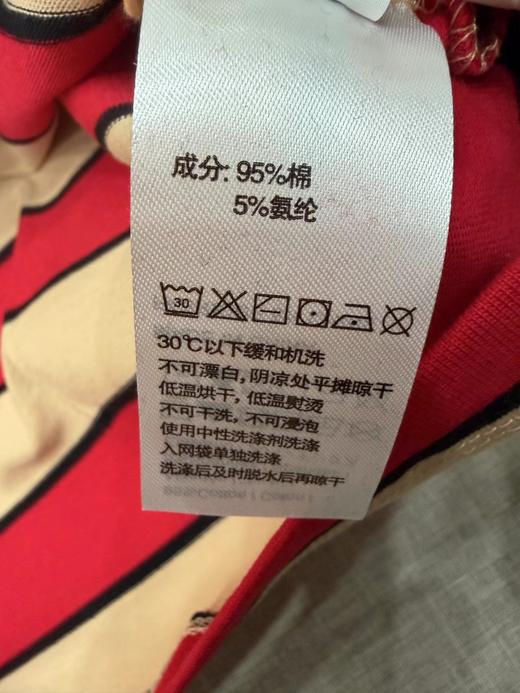 成分: 95%棉
5%氨纶
30
30℃以下缓和机洗
不可漂白, 阴凉处平摊晾干
低温烘干, 低温熨烫
不可干洗, 不可浸泡
使用中性洗涤剂洗涤
入网袋单独洗涤
洗涤后及时脱水后再晾干